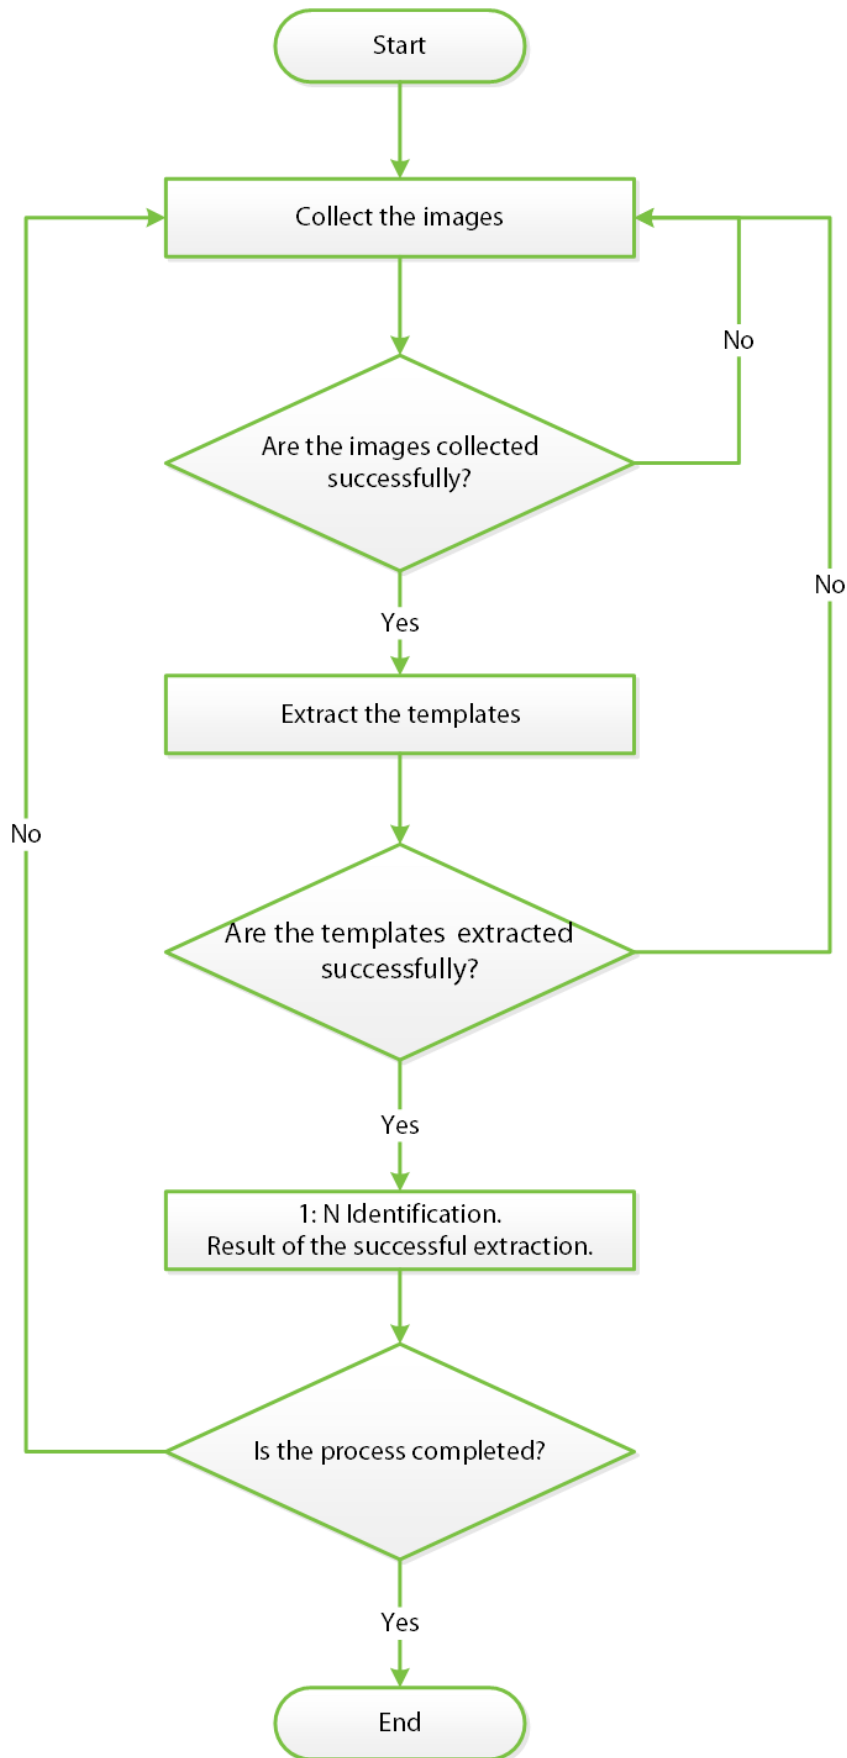 Start
Collect the images
No
Are the images collected
successfully?
No
Yes
Extract the templates
No
Are the templates extracted
successfully?
Yes
1: N Identification.
Result of the successful extraction.
Is the process completed?
Yes
End